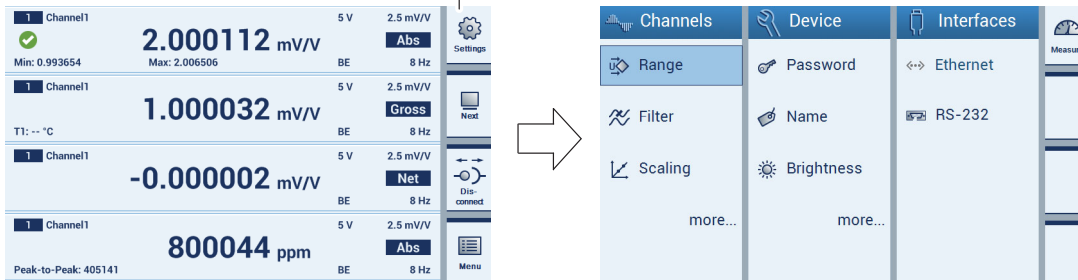 1 Channel1 5 V 2.5 mV/V
2.000112 mV/V Abs
Min: 0.993654 Max: 2.006506 BE 8 Hz
1 Channel1 5 V 2.5 mV/V
1.000032 mV/V Gross
T1: -- °C BE 8 Hz
1 Channel1 5 V 2.5 mV/V
-0.000002 mV/V Net
BE 8 Hz
1 Channel1 5 V 2.5 mV/V
800044 ppm Abs
Peak-to-Peak: 405141 BE 8 Hz
Settings
Next
Dis-
connect
Menu
Channels
U
Range
Filter
Scaling
more...
Device
Password
Name
Brightness
more...
Interfaces
Ethernet
RS-232
Measur